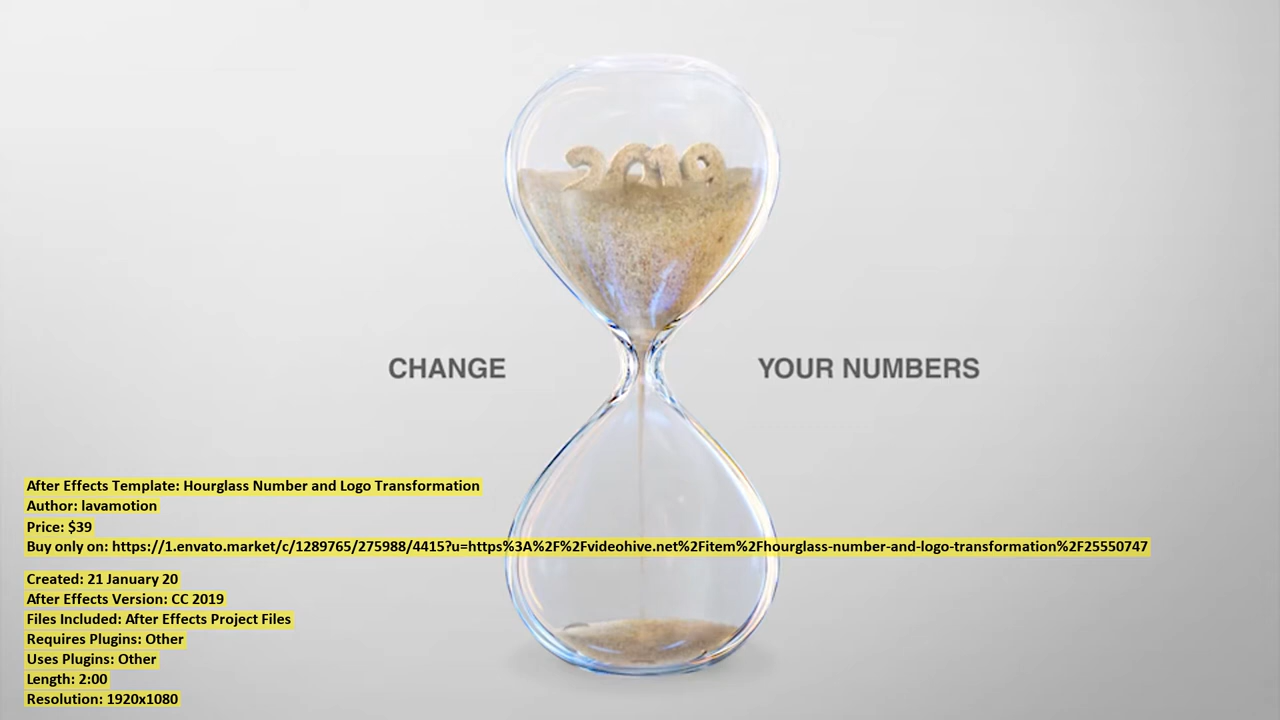 2019
CHANGE YOUR NUMBERS
After Effects Template: Hourglass Number and Logo Transformation
Author: lavamotion
Price: $39
Buy only on: https://1.envato.market/c/1289765/275988/4415?u=https%3A%2F%2Fvideohive.net%2Fitem%2Fhourglass-number-and-logo-transformation%2F25550747
Created: 21 January 20
After Effects Version: CC 2019
Files Included: After Effects Project Files
Requires Plugins: Other
Uses Plugins: Other
Length: 2:00
Resolution: 1920x1080